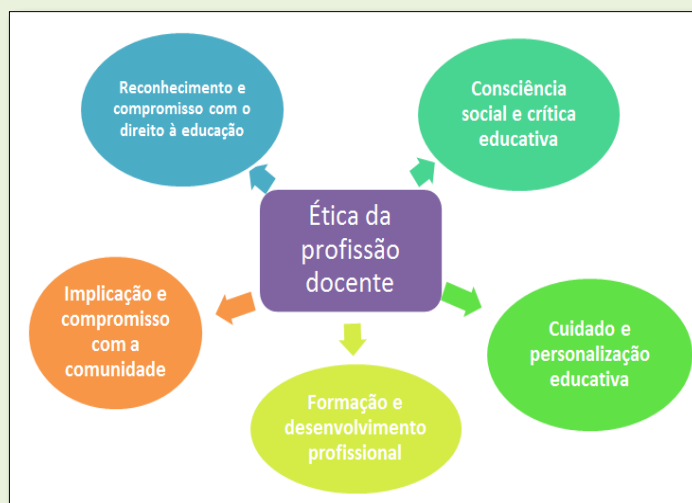 Reconhecimento e
compromisso com o
direito à educação
Consciência
social e crítica
educativa
Ética da
profissão
docente
Implicação e
compromisso
com a
comunidade
Cuidado e
personalização
educativa
Formação e
desenvolvimento
profissional